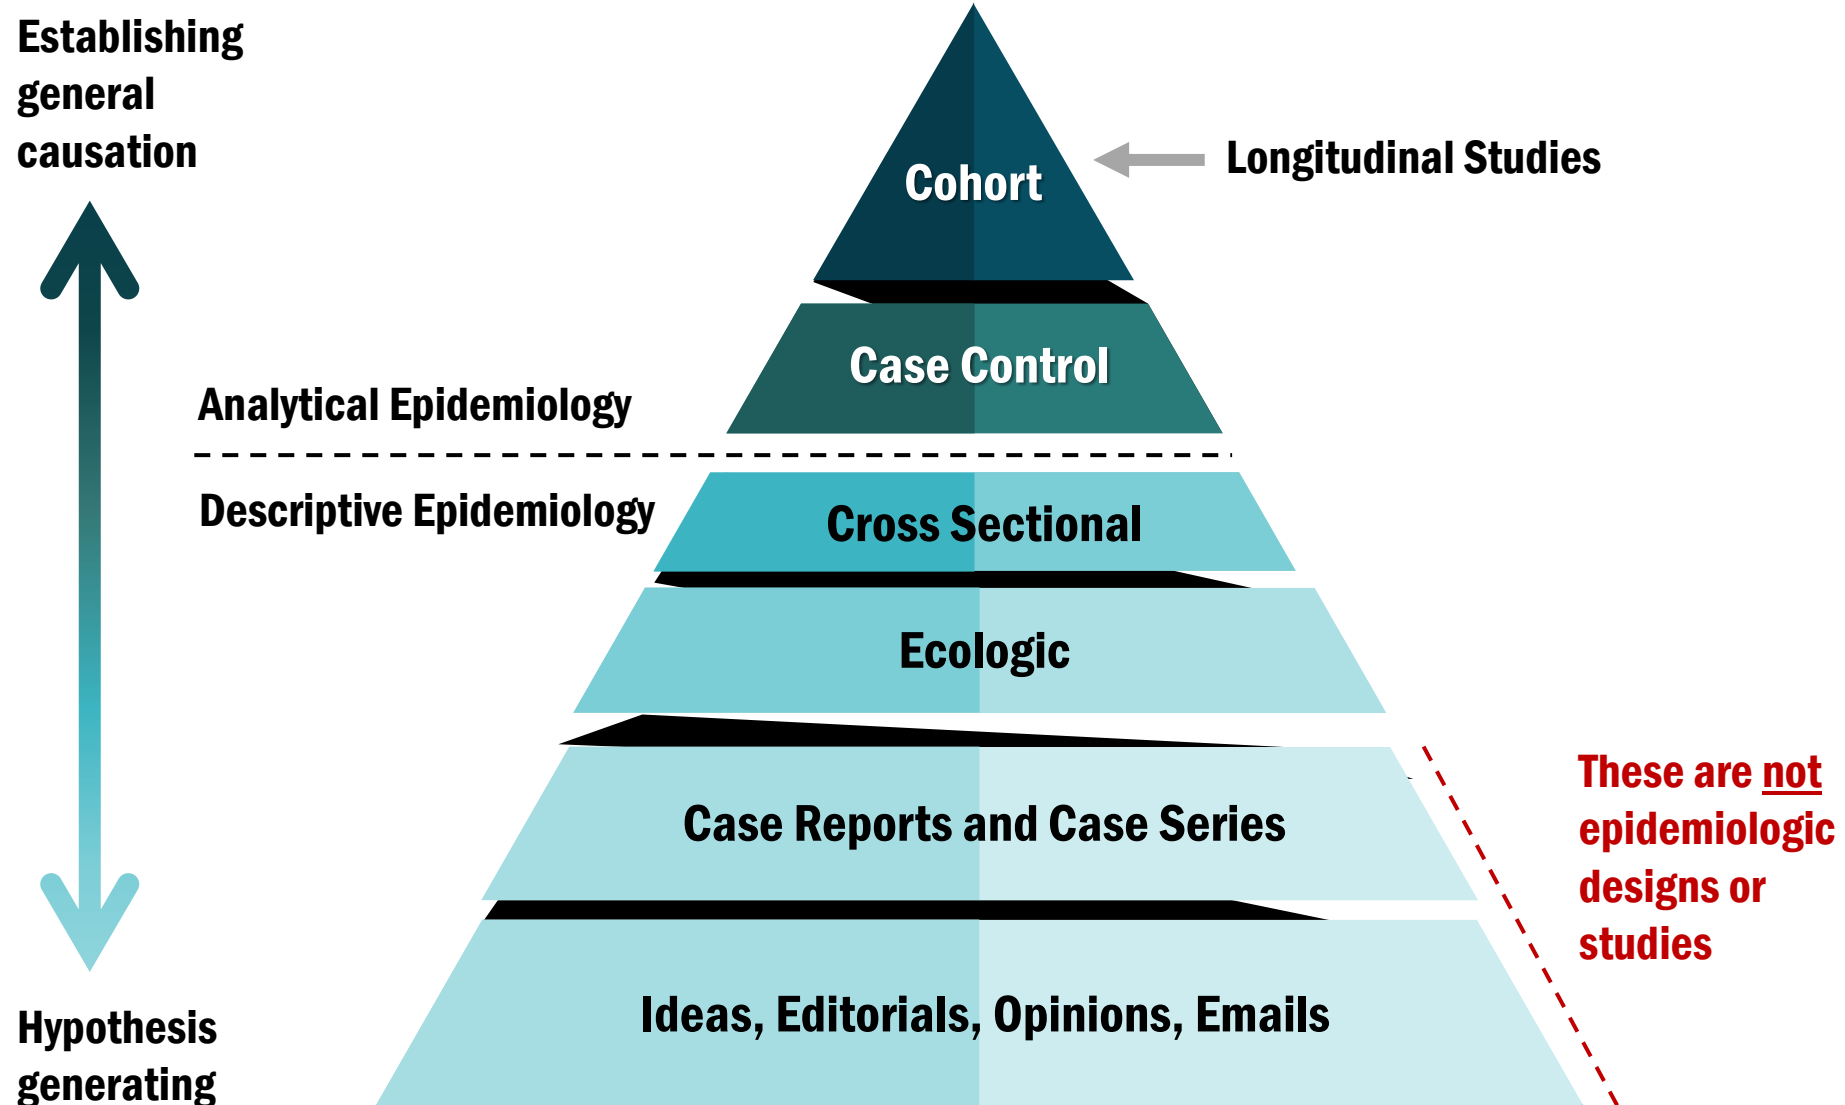 Establishing
general
causation
Cohort
Longitudinal Studies
Case Control
Analytical Epidemiology
Descriptive Epidemiology
Cross Sectional
Ecologic
Case Reports and Case Series
These are not
epidemiologic
designs or
studies
Ideas, Editorials, Opinions, Emails
Hypothesis
generating